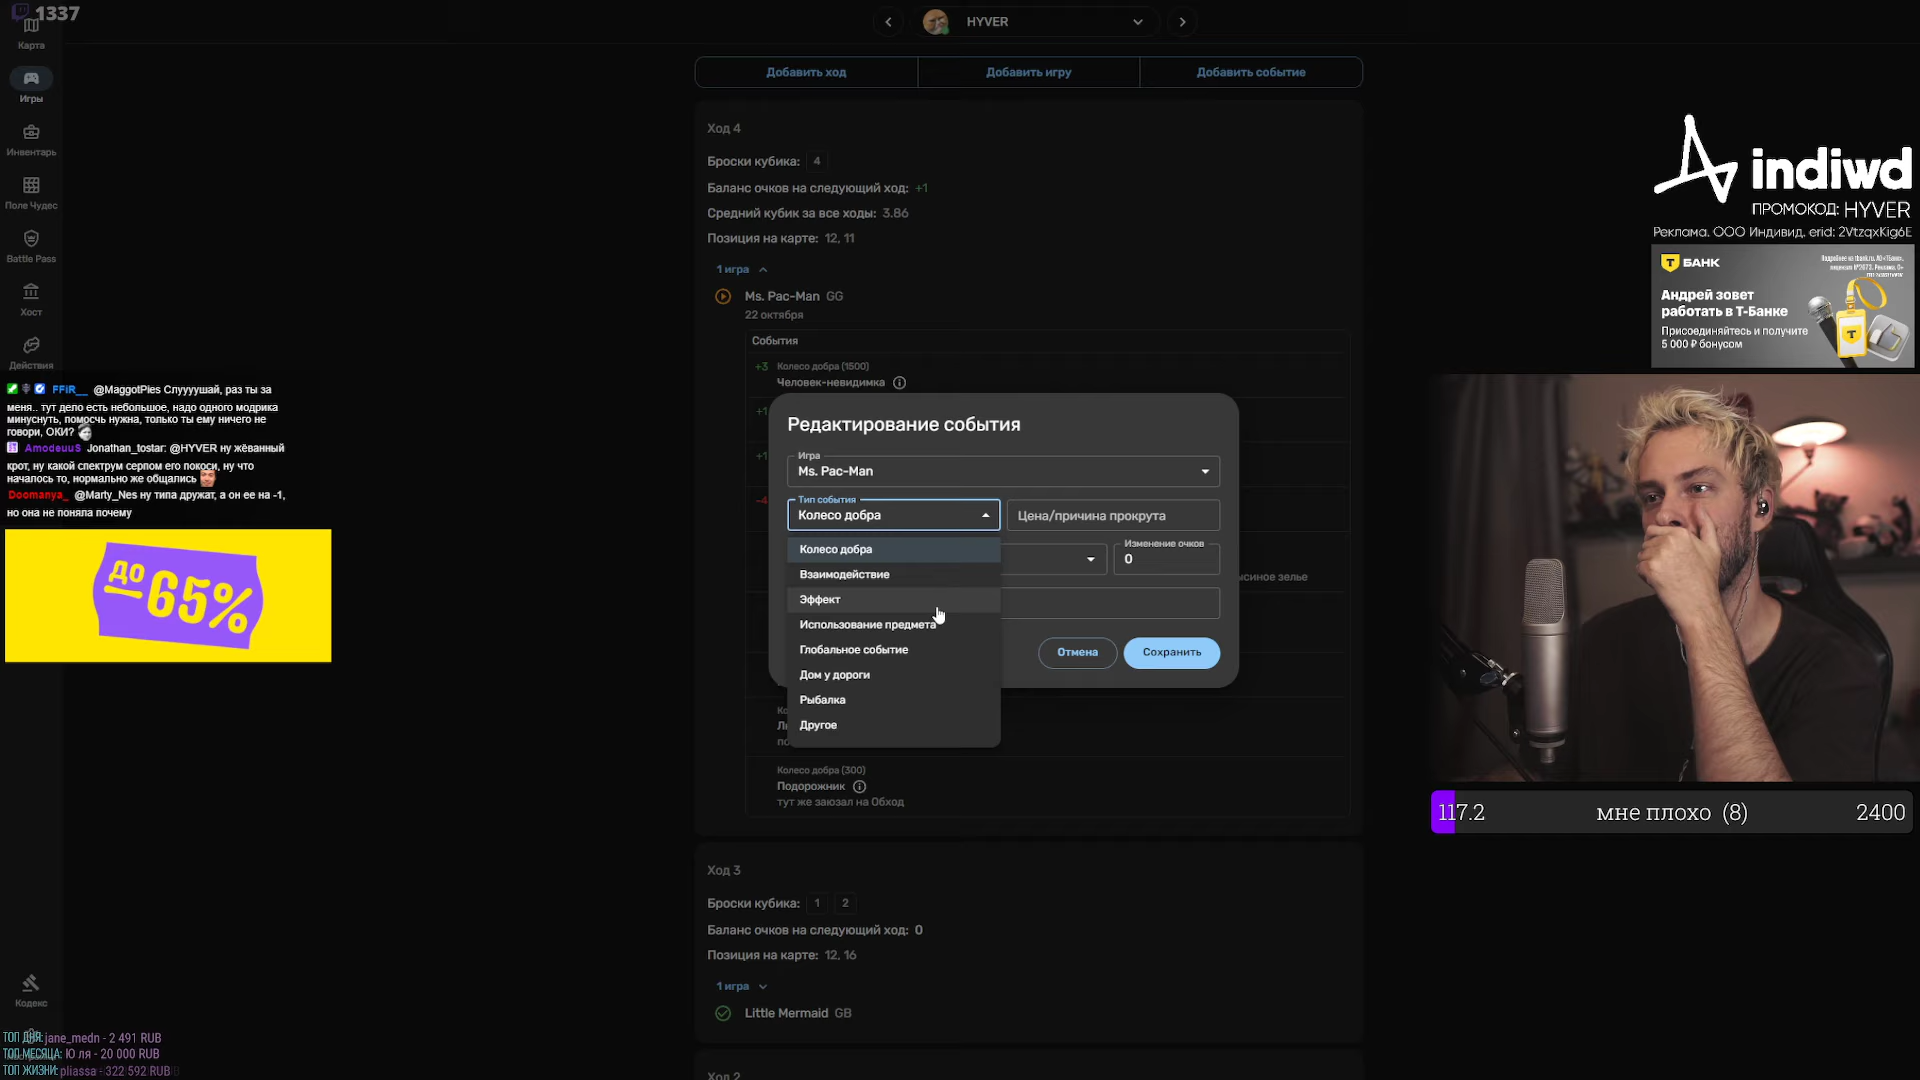 1337
Карта
Игры
Инвентарь
Поле Чудес
Battle Pass
Хост
Действия
HYVER
Добавить ход
Добавить игру
Добавить событие
Ход 4
Броски кубика: 4
Баланс очков на следующий ход: +1
Средний кубик за все ходы: 3.86
Позиция на карте: 12, 11
1 игра
Ms. Pac-Man GG
22 октября
События
+3 Колесо добра (1500)
Человек-невидимка
+1
+1
-4
Редактирование события
Игра
Ms. Pac-Man
Тип события
Колесо добра
Цена/причина прокрута
Колесо добра
Взаимодействие
Эффект
Использование предмета
Глобальное событие
Дом у дороги
Рыбалка
Другое
Изменение очков
0
Отмена
Сохранить
Колесо добра (300)
Подорожник
тут же заюзал на Обход
Ход 3
Броски кубика: 1 2
Баланс очков на следующий ход: 0
Позиция на карте: 12, 16
1 игра
Little Mermaid GB
Ход 2
FFiR__ @MaggotPies Слуууушай, раз ты за
меня.. тут дело есть небольшое, надо одного модрика
минуснуть, помосчь нужна, только ты ему ничего не
говори, ОКИ?
AmodeuuS Jonathan_tostar: @HYVER ну жёванный
крот, ну какой спектрум серпом его покоси, ну что
началось то, нормально же общались
Doomanya_ @Marty_Nes ну типа дружат, а он ее на -1,
но она не поняла почему
до
—65%
Кодекс
ТОП ДНЯ: jane_medn - 2 491 RUB
ТОП МЕСЯЦА: Ю ля - 20 000 RUB
ТОП ЖИЗНИ: pliassa - 322 592 RUB
indiwd
ПРОМОКОД: HYVER
Реклама. ООО Индивид. erid: 2VtzqxKig6E
Т БАНК
Андрей зовет
работать в Т-Банке
Присоединяйтесь и получите
5 000 ₽ бонусом
117.2
мне плохо (8)
2400